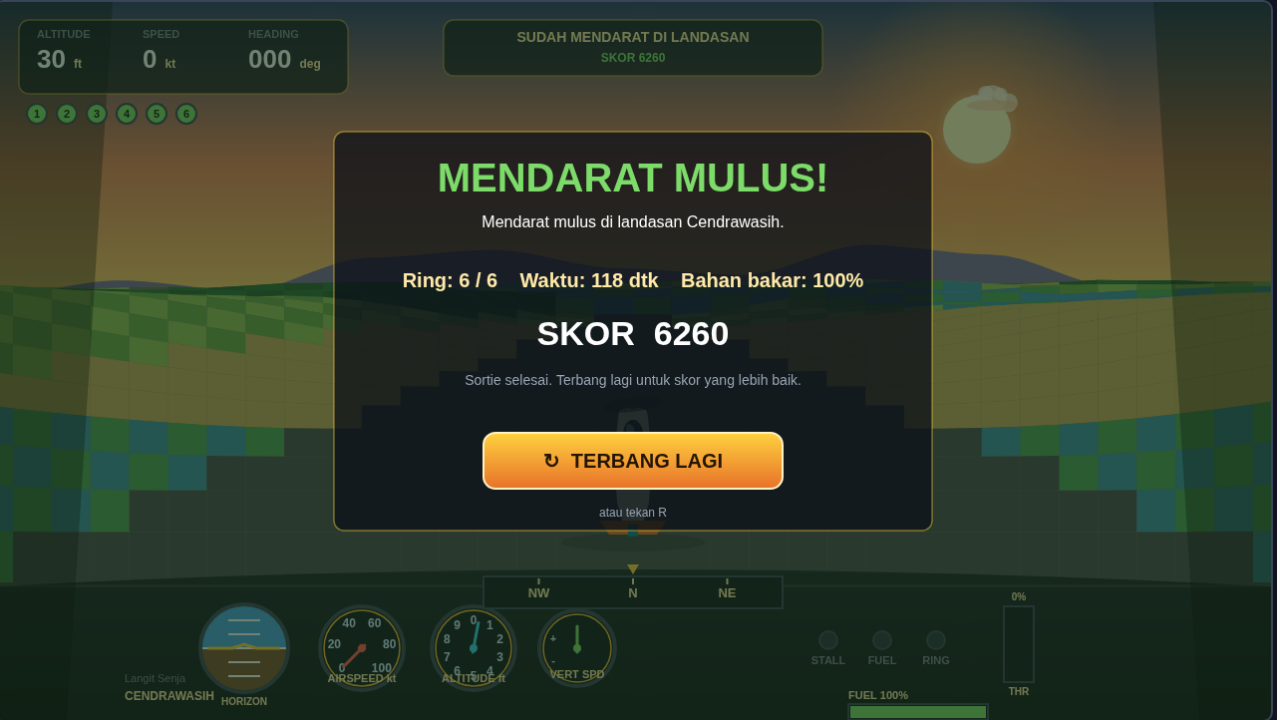 ALTITUDE SPEED HEADING
30 ft 0 kt 000 deg
1 2 3 4 5 6
SUDAH MENDARAT DI LANDASAN
SKOR 6260
MENDARAT MULUS!
Mendarat mulus di landasan Cendrawasih.
Ring: 6 / 6 Waktu: 118 dtk Bahan bakar: 100%
SKOR 6260
Sortie selesai. Terbang lagi untuk skor yang lebih baik.
↻ TERBANG LAGI
atau tekan R
NW N NE
Langit Senja
CENDRAWASIH
HORIZON
0 20 40 60 80 100
AIRSPEED kt
0 1 2 3 4 5 6 7 8 9
ALTITUDE ft
+
-
VERT SPD
STALL FUEL RING
0%
THR
FUEL 100%